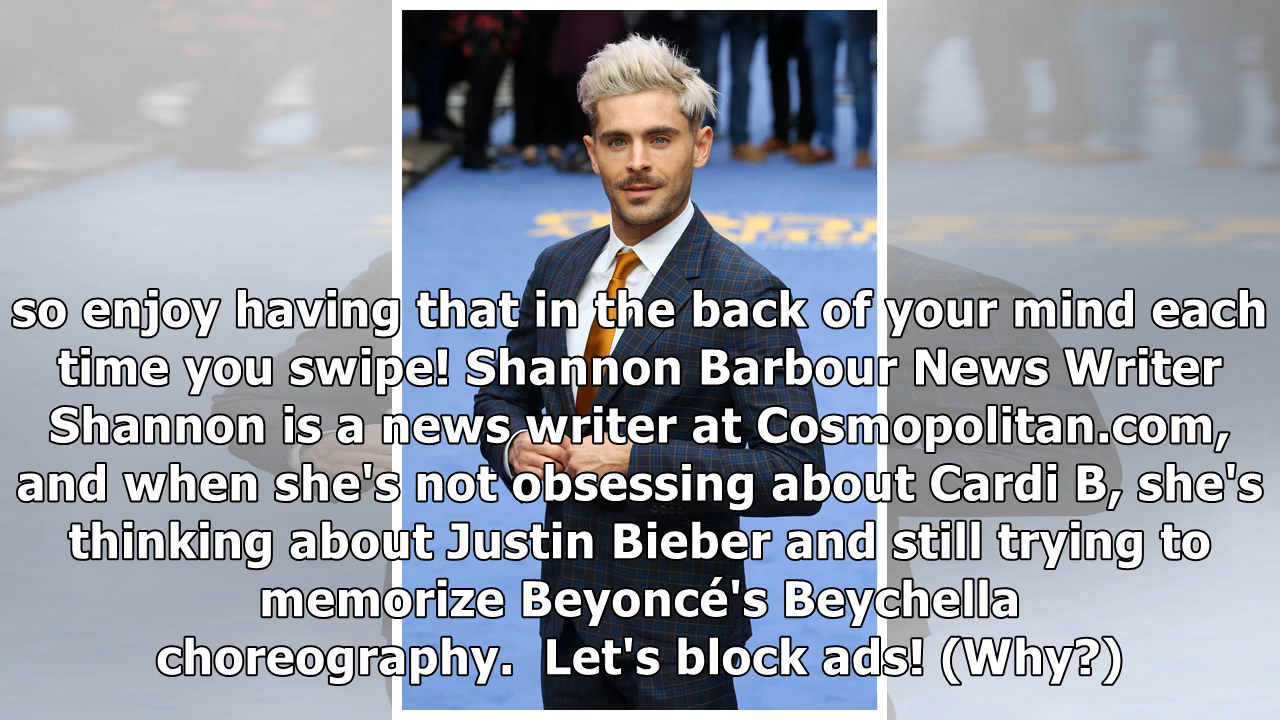 so enjoy having that in the back of your mind each
time you swipe! Shannon Barbour News Writer
Shannon is a news writer at Cosmopolitan.com,
and when she's not obsessing about Cardi B, she's
thinking about Justin Bieber and still trying to
memorize Beyoncé's Beychella
choreography.  Let's block ads! (Why?)